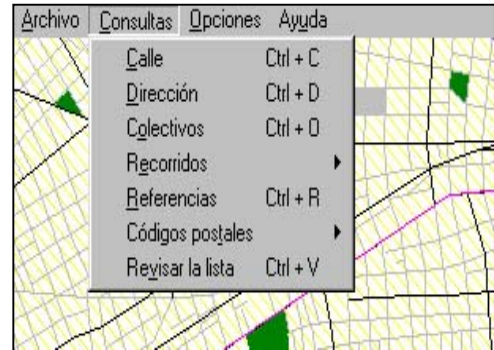 Archivo Consultas Opciones Ayuda
Calle Ctrl + C
Dirección Ctrl + D
Colectivos Ctrl + O
Recorridos
Referencias Ctrl + R
Códigos postales
Revisar la lista Ctrl + V